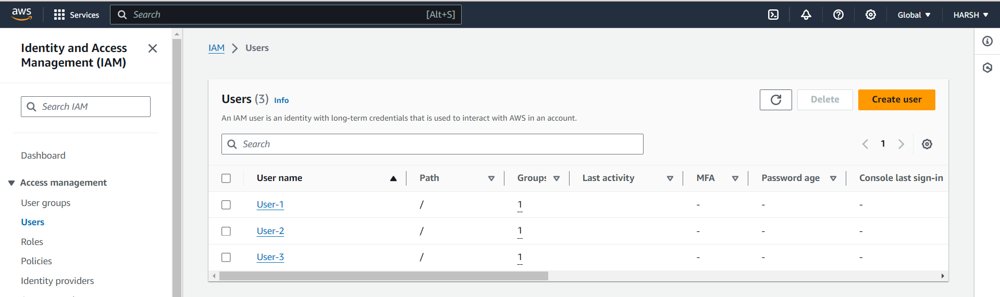 aws Services Search [Alt+S] Global HARSH
Identity and Access
Management (IAM)
Search IAM
Dashboard
Access management
User groups
Users
Roles
Policies
Identity providers
IAM Users
Users (3) Info
Delete Create user
An IAM user is an identity with long-term credentials that is used to interact with AWS in an account.
Search
1
User name Path Groups Last activity MFA Password age Console last sign-in
User-1 / 1 - - -
User-2 / 1 - - -
User-3 / 1 - - -